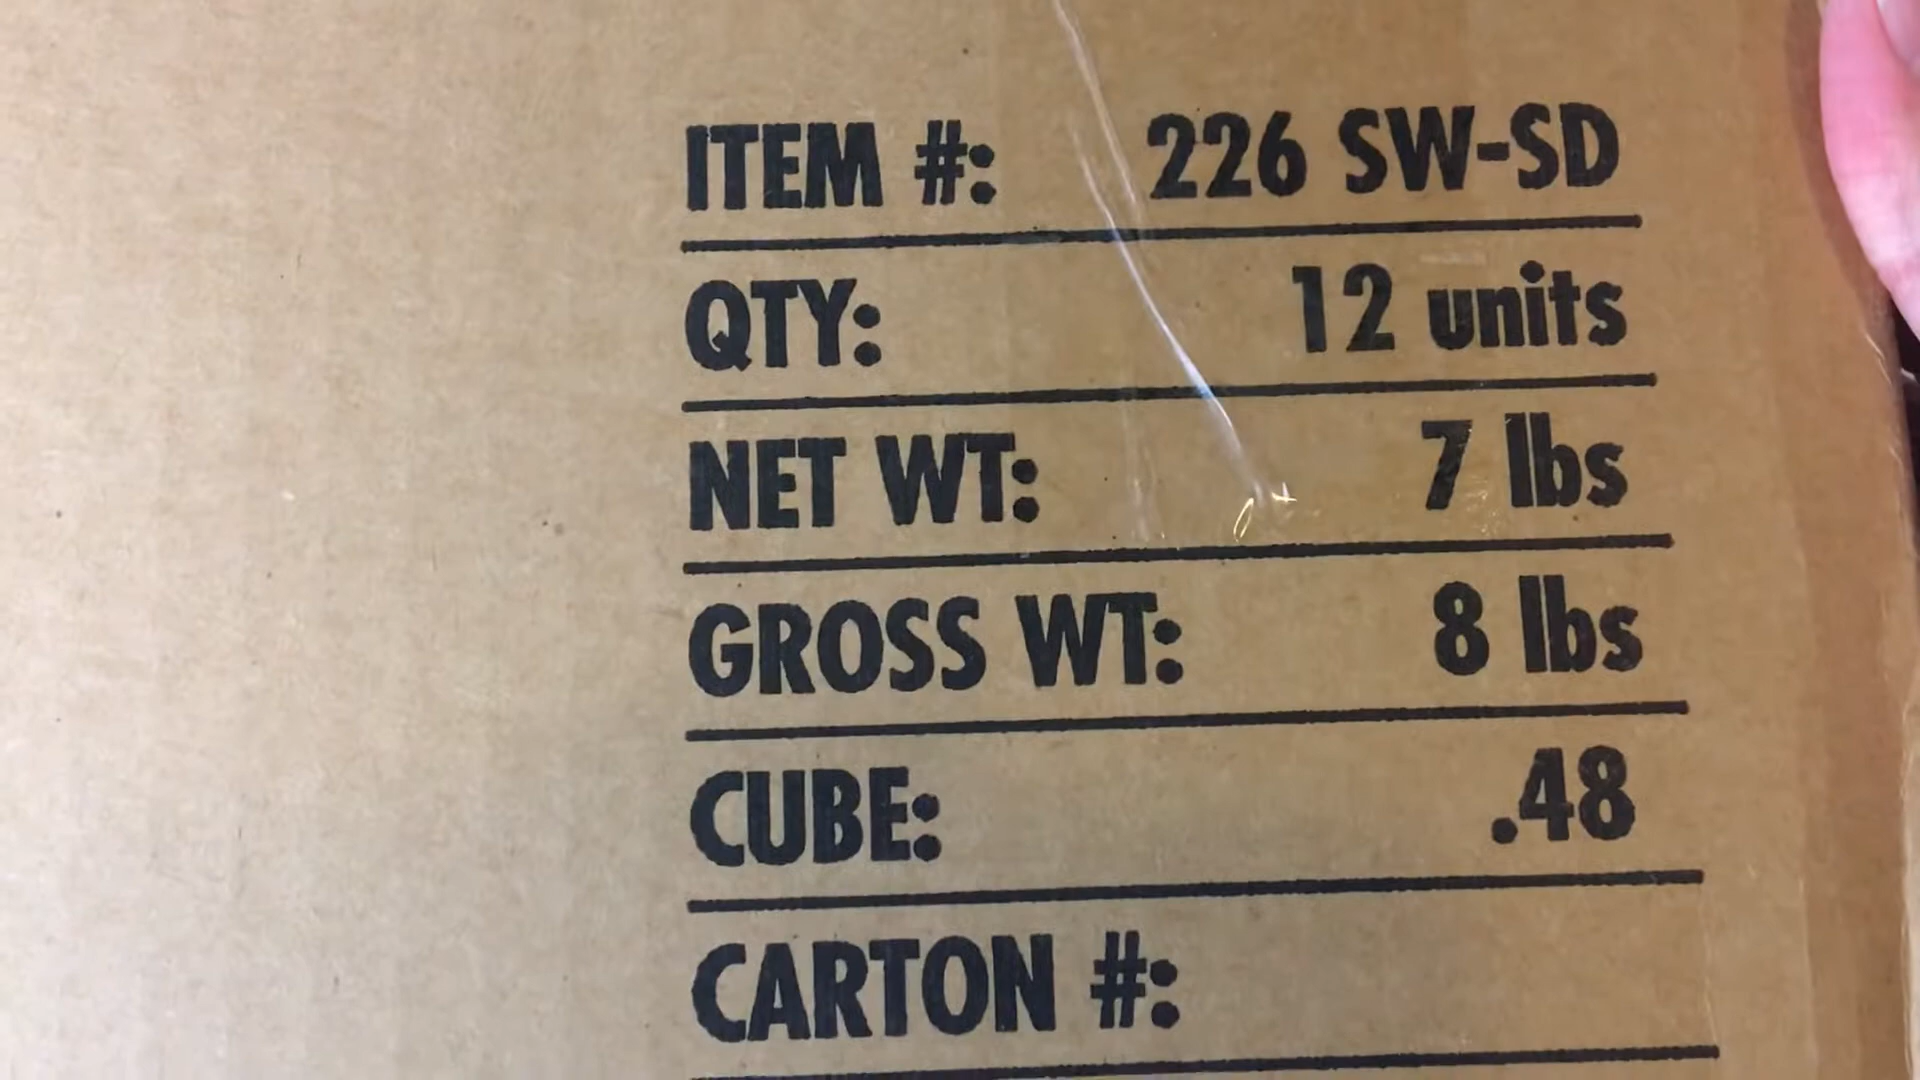 ITEM #: 226 SW-SD
QTY: 12 units
NET WT: 7 lbs
GROSS WT: 8 lbs
CUBE: .48
CARTON #: